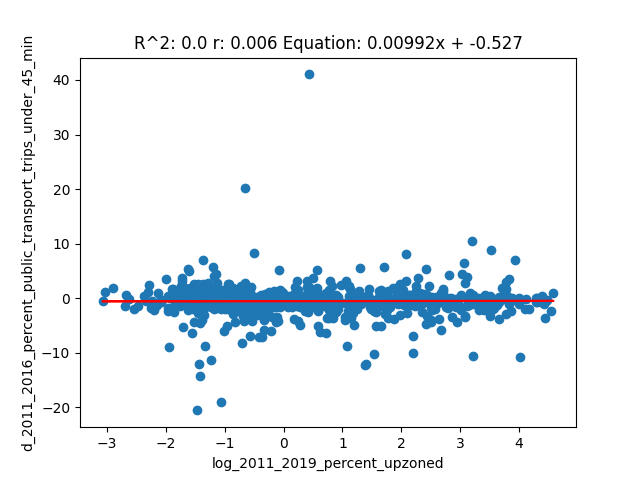 R^2: 0.0 r: 0.006 Equation: 0.00992x + -0.527
d_2011_2016_percent_public_transport_trips_under_45_min
40
30
20
10
0
−10
−20
−3 −2 −1 0 1 2 3 4
log_2011_2019_percent_upzoned